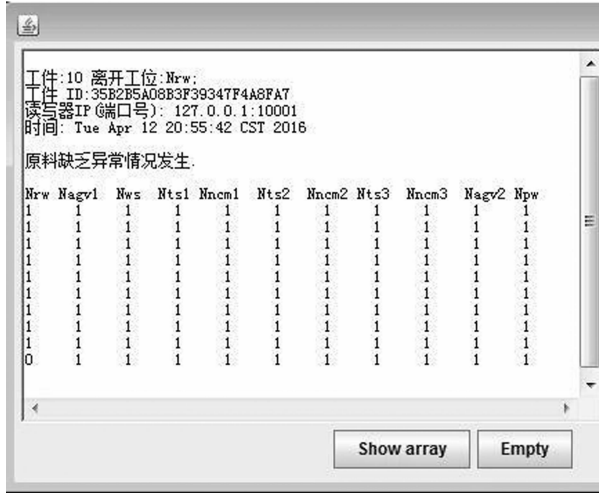 工件:10 离开工位:Nrw;
工件 ID:35B2B5A08B3F39347F4A8FA7
读写器IP(端口号): 127.0.0.1:10001
时间: Tue Apr 12 20:55:42 CST 2016
原料缺乏异常情况发生.
Nrw Nagv1 Nws Nts1 Nncm1 Nts2 Nncm2 Nts3 Nncm3 Nagv2 Npw
1 1 1 1 1 1 1 1 1 1 1
1 1 1 1 1 1 1 1 1 1 1
1 1 1 1 1 1 1 1 1 1 1
1 1 1 1 1 1 1 1 1 1 1
1 1 1 1 1 1 1 1 1 1 1
1 1 1 1 1 1 1 1 1 1 1
1 1 1 1 1 1 1 1 1 1 1
1 1 1 1 1 1 1 1 1 1 1
1 1 1 1 1 1 1 1 1 1 1
0 1 1 1 1 1 1 1 1 1 1
Show array Empty